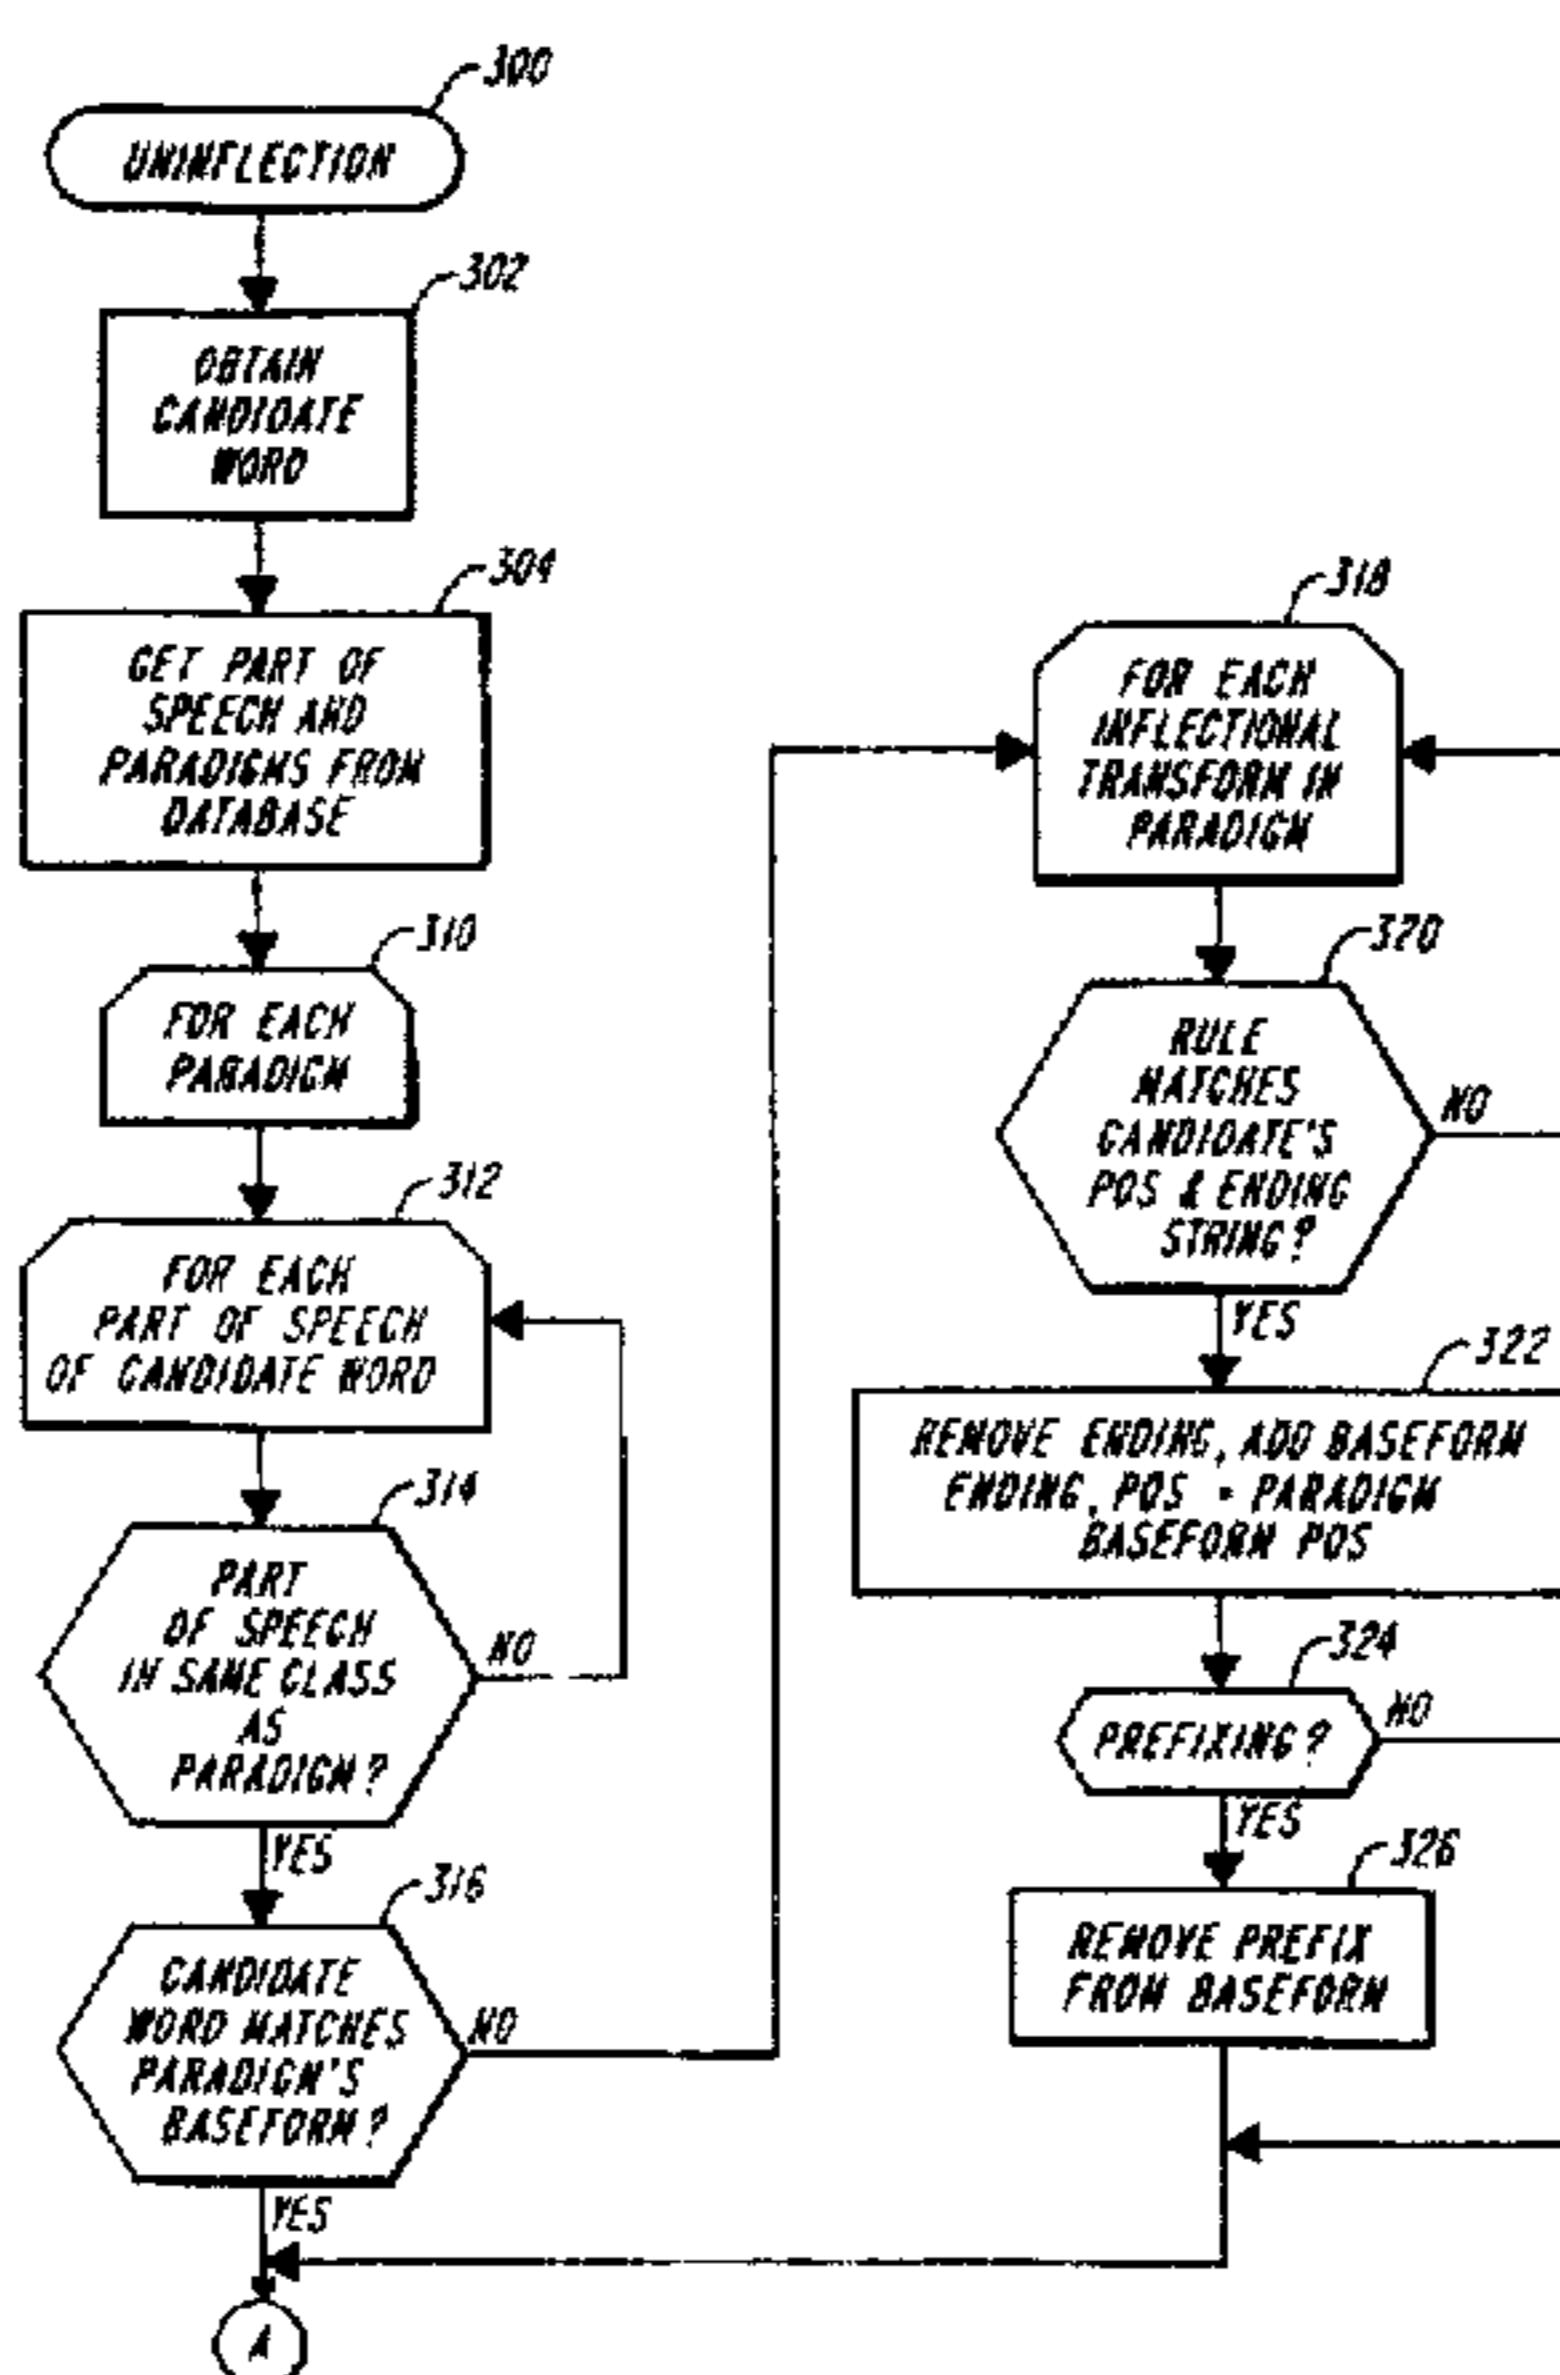 300
UNINFLECTION
302
OBTAIN
CANDIDATE
WORD
304
GET PART OF
SPEECH AND
PARADIGMS FROM
DATABASE
310
FOR EACH
PARADIGM
312
FOR EACH
PART OF SPEECH
OF CANDIDATE WORD
314
PART
OF SPEECH
IN SAME CLASS
AS
PARADIGM?
NO
YES
316
CANDIDATE
WORD MATCHES
PARADIGM'S
BASEFORM?
NO
YES
A
318
FOR EACH
INFLECTIONAL
TRANSFORM IN
PARADIGM
320
RULE
MATCHES
CANDIDATE'S
POS & ENDING
STRING?
NO
YES
322
REMOVE ENDING, ADD BASEFORM
ENDING, POS = PARADIGM
BASEFORM POS
324
PREFIXING?
NO
YES
326
REMOVE PREFIX
FROM BASEFORM